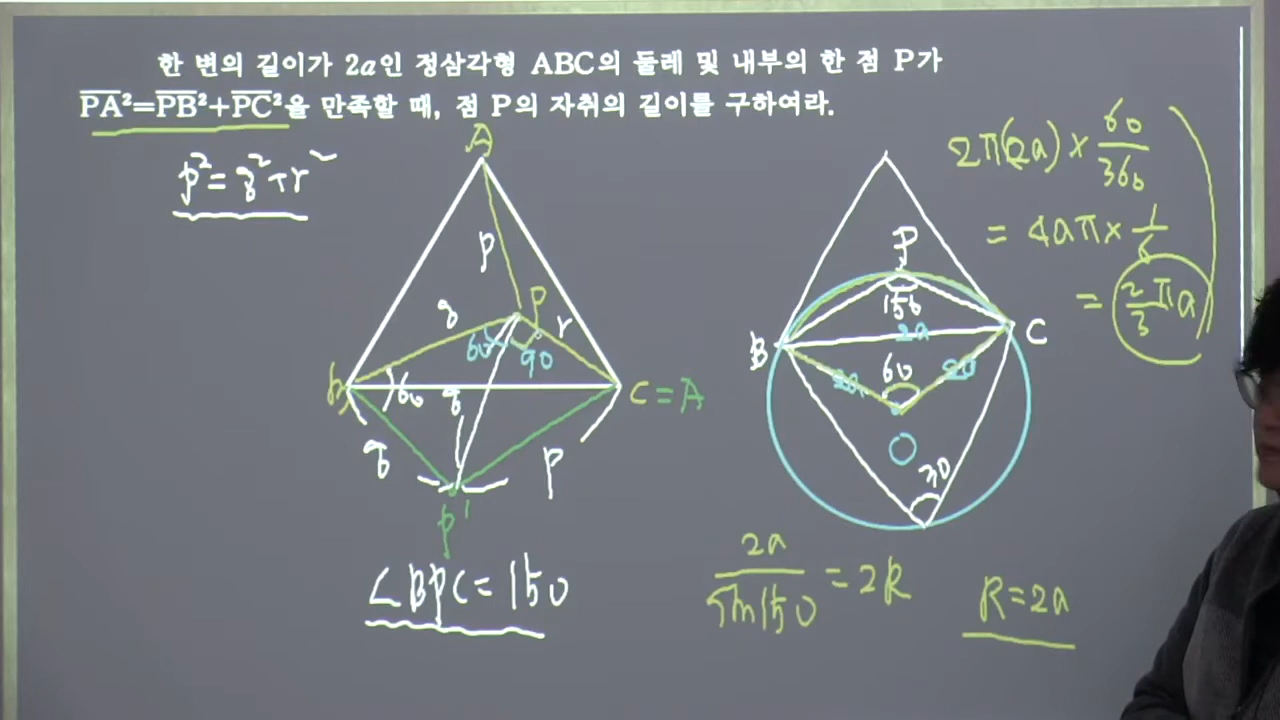 한 변의 길이가 2a인 정삼각형 ABC의 둘레 및 내부의 한 점 P가
PA²=PB²+PC²을 만족할 때, 점 P의 자취의 길이를 구하여라.
p²=q²+r²
A
p
q
P
r
60
90
B
60
q
C=A
q
p
p'
∠BPC=150
P
150
B
2a
C
60
2a
2a
O
30
2a/sin150=2R
R=2a
2π(2a)×60/360
=4aπ×1/6
=2/3πa